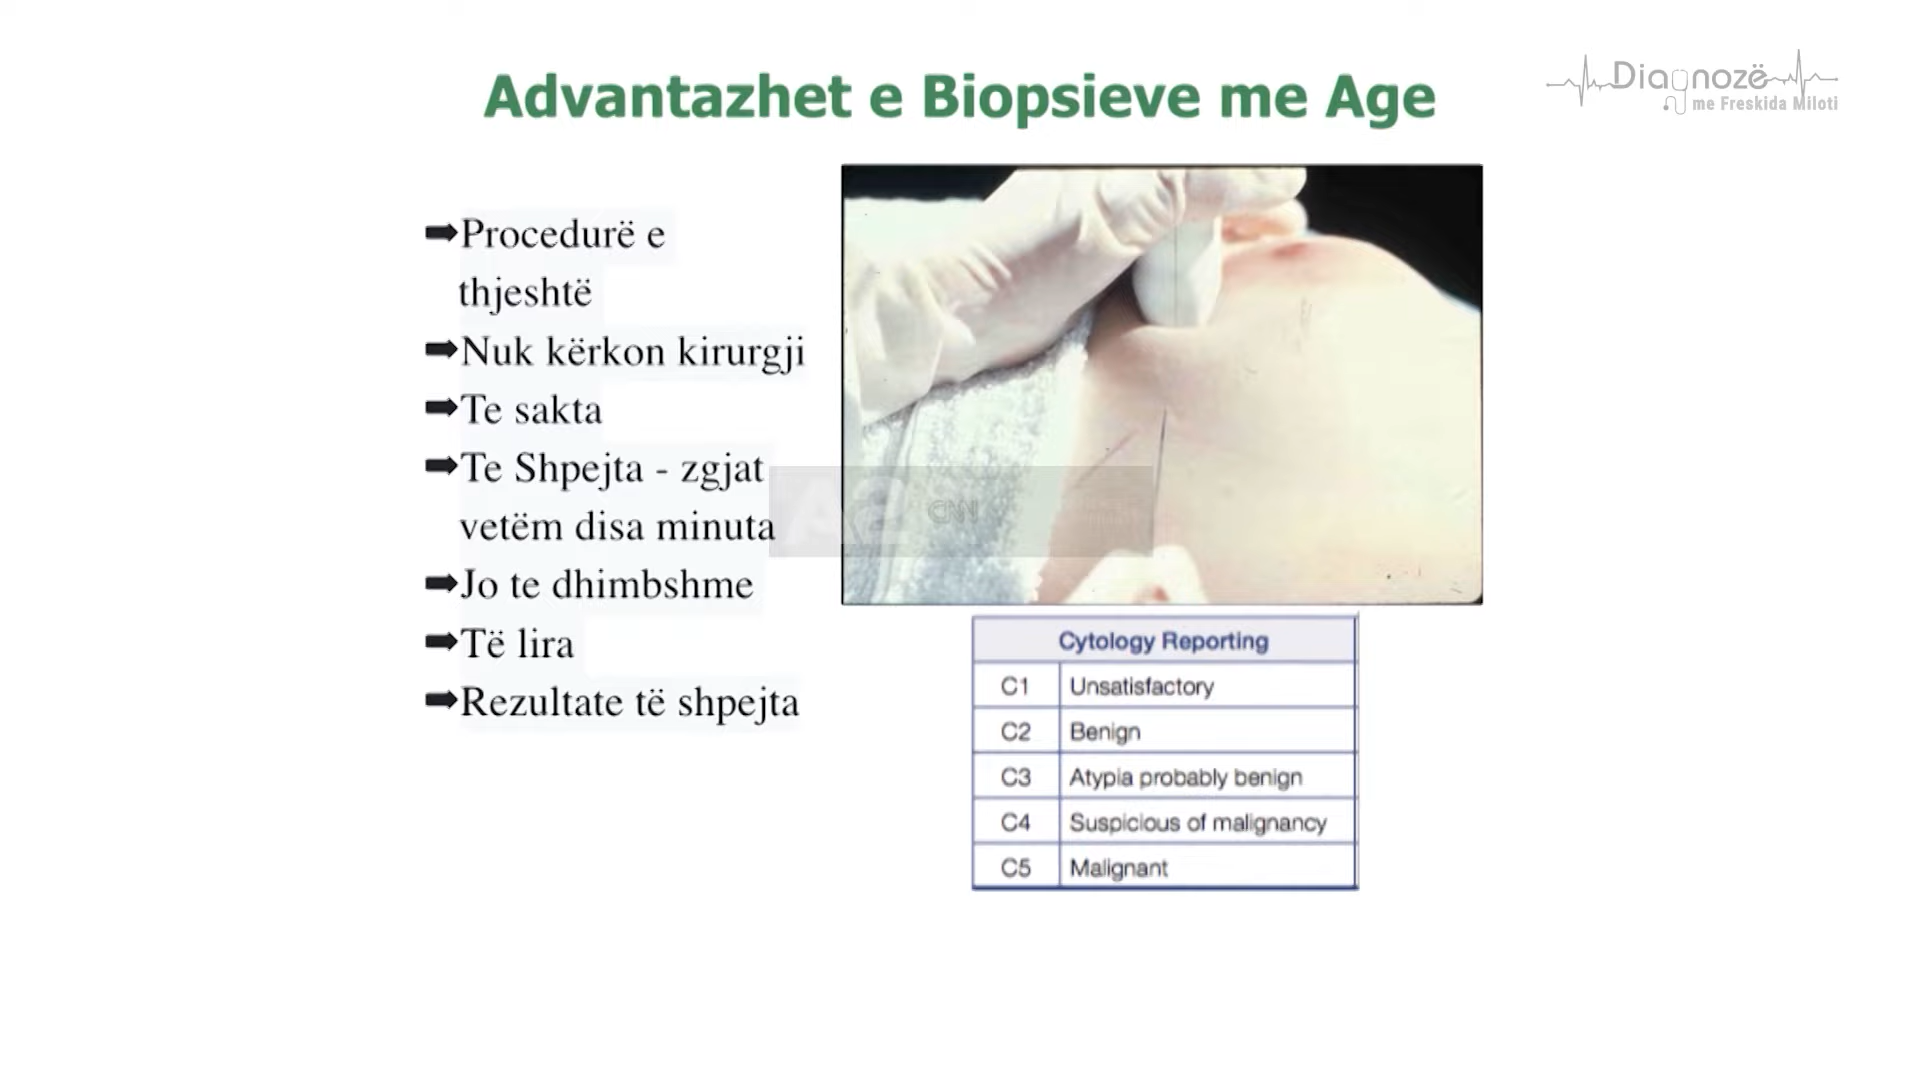 Advantazhet e Biopsieve me Age
Diagnozë
me Freskida Miloti
Procedurë e
thjeshtë
Nuk kërkon kirurgji
Te sakta
Te Shpejta - zgjat
vetëm disa minuta
Jo te dhimbshme
Të lira
Rezultate të shpejta
A2 CNN
Cytology Reporting
C1 Unsatisfactory
C2 Benign
C3 Atypia probably benign
C4 Suspicious of malignancy
C5 Malignant